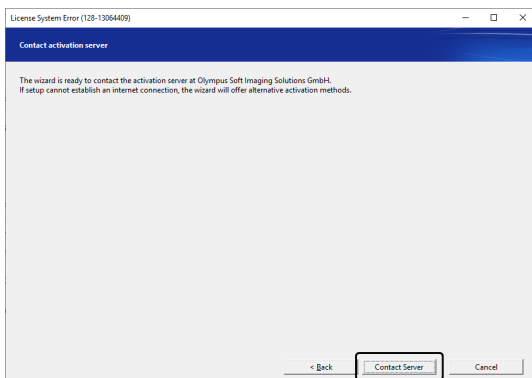 License System Error (128-13064409)
Contact activation server
The wizard is ready to contact the activation server at Olympus Soft Imaging Solutions GmbH.
If setup cannot establish an internet connection, the wizard will offer alternative activation methods.
< Back
Contact Server
Cancel